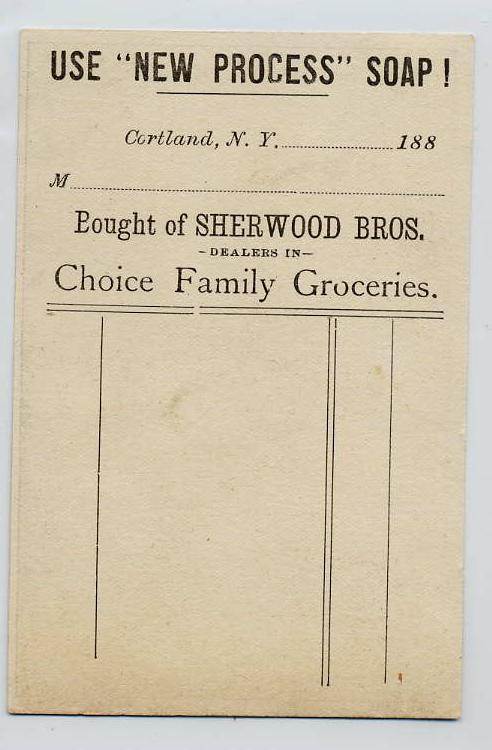 USE "NEW PROCESS" SOAP!
Cortland, N. Y. 188
M
Bought of SHERWOOD BROS.
-DEALERS IN-
Choice Family Groceries.